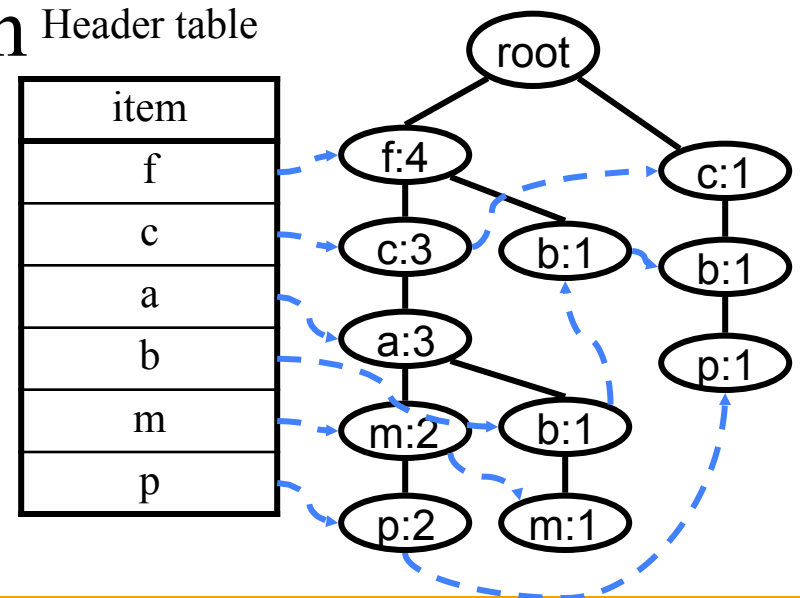 n Header table
item
f
c
a
b
m
p
root
f:4
c:1
c:3
b:1
b:1
a:3
p:1
m:2
b:1
p:2
m:1